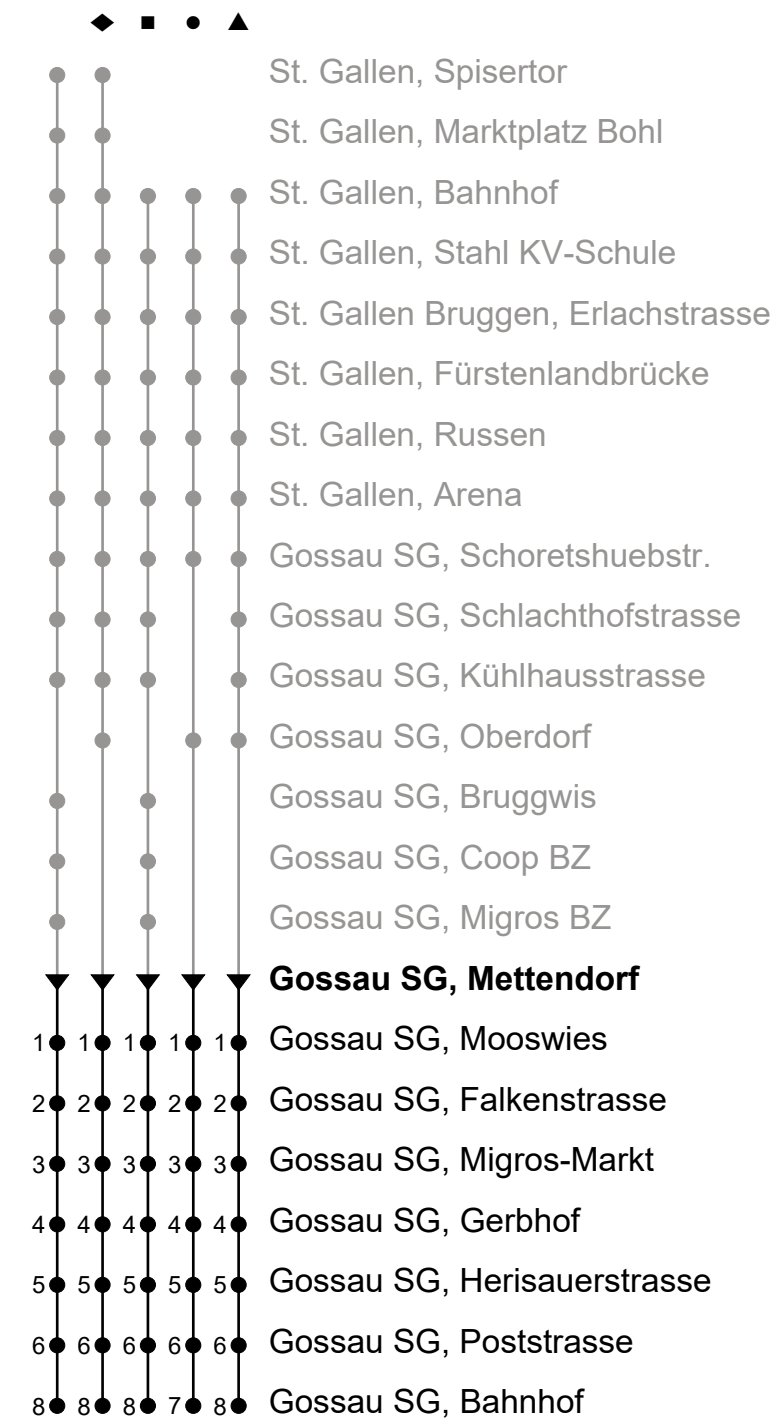 ◆ ■ ● ▲
St. Gallen, Spisertor
St. Gallen, Marktplatz Bohl
St. Gallen, Bahnhof
St. Gallen, Stahl KV-Schule
St. Gallen Bruggen, Erlachstrasse
St. Gallen, Fürstenlandbrücke
St. Gallen, Russen
St. Gallen, Arena
Gossau SG, Schoretshuebstr.
Gossau SG, Schlachthofstrasse
Gossau SG, Kühlhausstrasse
Gossau SG, Oberdorf
Gossau SG, Bruggwis
Gossau SG, Coop BZ
Gossau SG, Migros BZ
Gossau SG, Mettendorf
1 1 1 1 1 Gossau SG, Mooswies
2 2 2 2 2 Gossau SG, Falkenstrasse
3 3 3 3 3 Gossau SG, Migros-Markt
4 4 4 4 4 Gossau SG, Gerbhof
5 5 5 5 5 Gossau SG, Herisauerstrasse
6 6 6 6 6 Gossau SG, Poststrasse
8 8 8 7 8 Gossau SG, Bahnhof